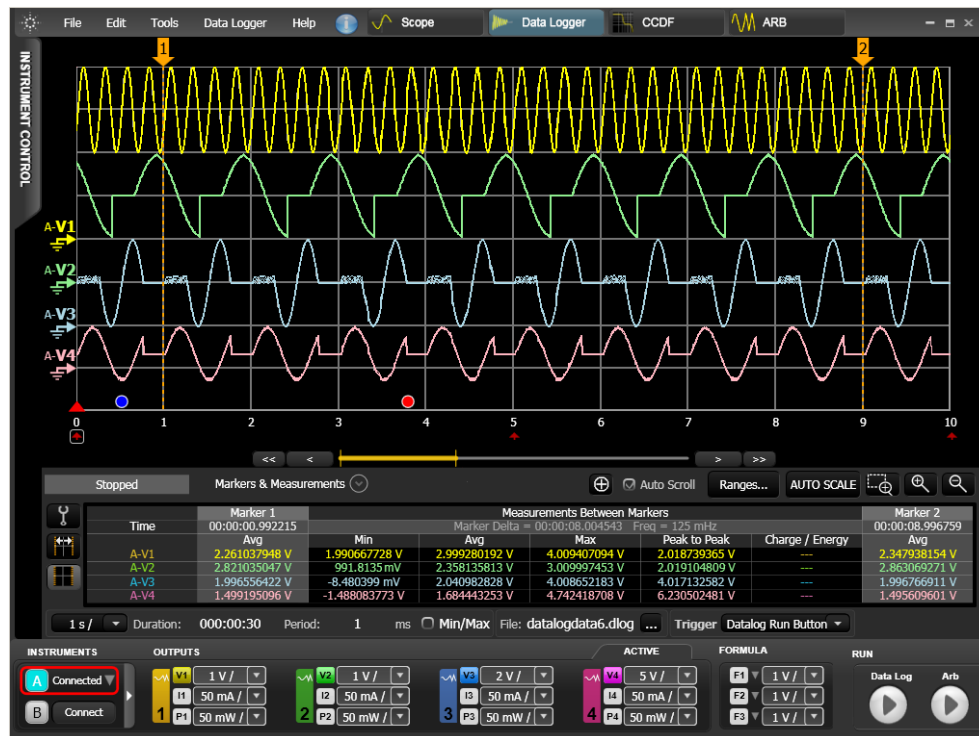 File Edit Tools Data Logger Help i Scope Data Logger CCDF ARB
INSTRUMENT CONTROL
1 2
A-V1
A-V2
A-V3
A-V4
0 1 2 3 4 5 6 7 8 9 10
<< < > >>
Stopped Markers & Measurements Auto Scroll Ranges... AUTO SCALE
Marker 1 Measurements Between Markers Marker 2
Time 00:00:00.992215 Marker Delta = 00:00:08.004543 Freq = 125 mHz 00:00:08.996759
Avg Min Avg Max Peak to Peak Charge / Energy Avg
A-V1 2.261037948 V 1.990667728 V 2.999280192 V 4.009407094 V 2.018739365 V --- 2.347938154 V
A-V2 2.821035047 V 991.8135 mV 2.358135813 V 3.009997453 V 2.019104809 V --- 2.863069271 V
A-V3 1.996556422 V -8.480399 mV 2.040982828 V 4.008652183 V 4.017132582 V --- 1.996766911 V
A-V4 1.499195096 V -1.488083773 V 1.684443253 V 4.742418708 V 6.230502481 V --- 1.495609601 V
1 s / Duration: 000:00:30 Period: 1 ms Min/Max File: datalogdata6.dlog ... Trigger Datalog Run Button
INSTRUMENTS OUTPUTS ACTIVE FORMULA RUN
A Connected V1 1 V / V2 1 V / V3 2 V / V4 5 V / F1 1 V / Data Log Arb
I1 50 mA / I2 50 mA / I3 50 mA / I4 50 mA / F2 1 V /
B Connect 1 P1 50 mW / 2 P2 50 mW / 3 P3 50 mW / 4 P4 50 mW / F3 1 V /